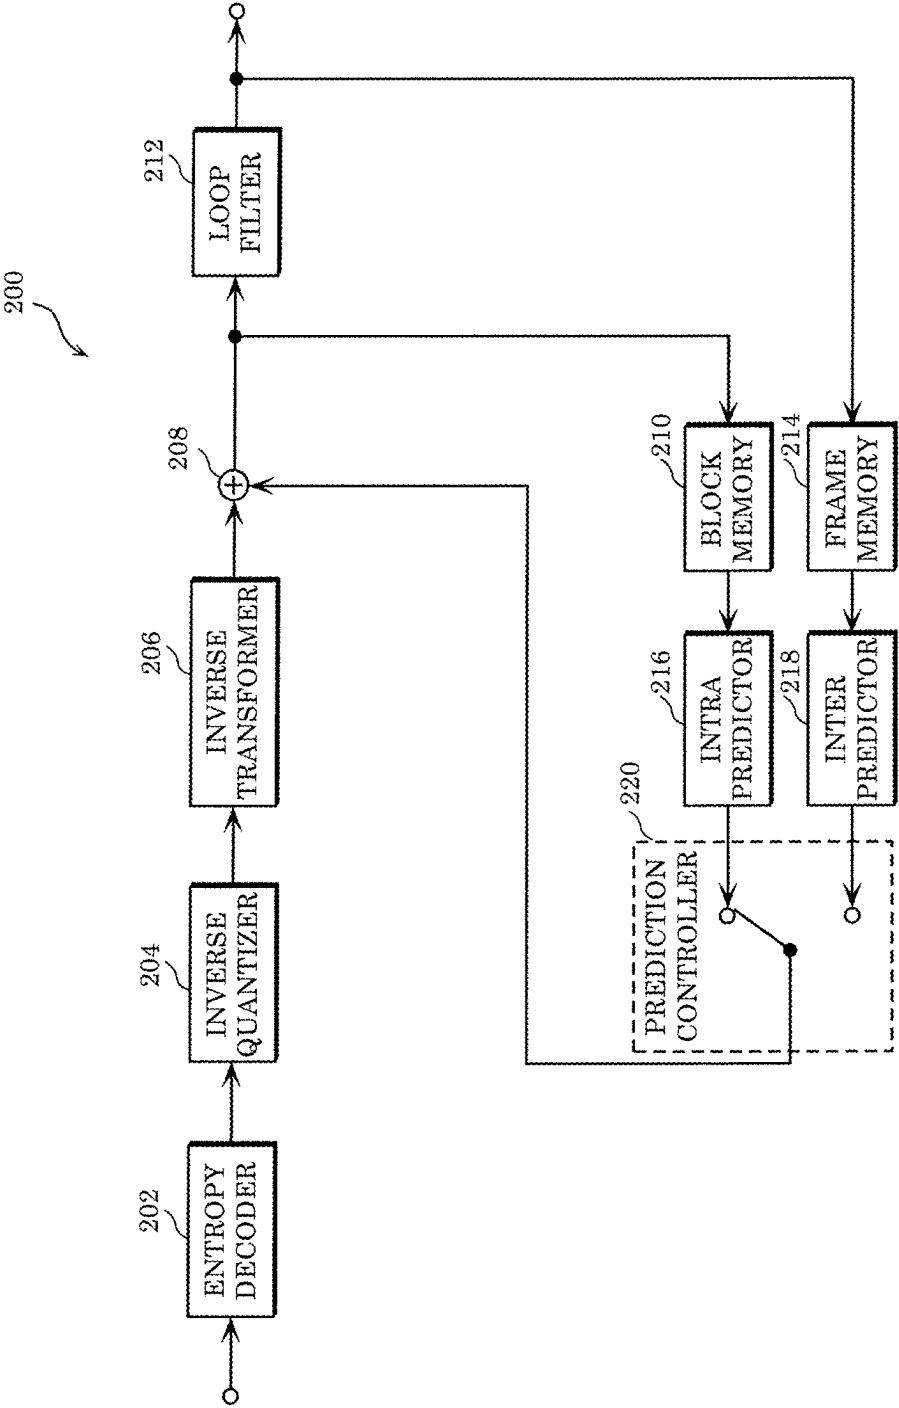 200
202
ENTROPY
DECODER
204
INVERSE
QUANTIZER
206
INVERSE
TRANSFORMER
208
212
LOOP
FILTER
220
PREDICTION
CONTROLLER
216
INTRA
PREDICTOR
210
BLOCK
MEMORY
218
INTER
PREDICTOR
214
FRAME
MEMORY